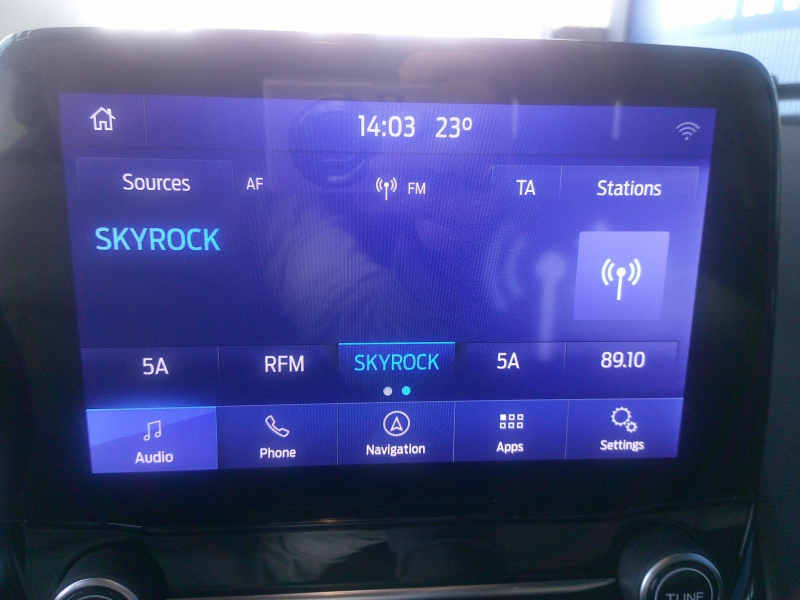 14:03 23º
Sources AF FM TA Stations
SKYROCK
5A RFM SKYROCK 5A 89.10
Audio Phone Navigation Apps Settings
TUNE